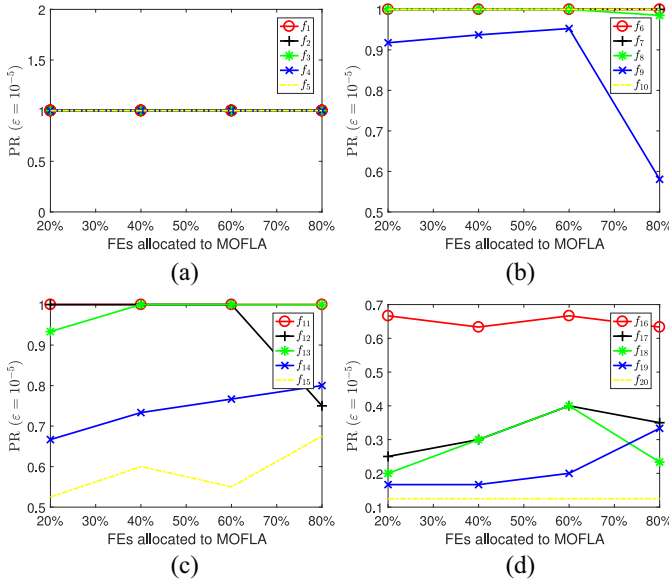 2
1.5
1
0.5
0
PR (ε = 10⁻⁵)
f₁
f₂
f₃
f₄
f₅
20% 30% 40% 50% 60% 70% 80%
FEs allocated to MOFLA
(a)
1
0.9
0.8
0.7
0.6
0.5
PR (ε = 10⁻⁵)
f₆
f₇
f₈
f₉
f₁₀
20% 30% 40% 50% 60% 70% 80%
FEs allocated to MOFLA
(b)
1
0.9
0.8
0.7
0.6
0.5
PR (ε = 10⁻⁵)
f₁₁
f₁₂
f₁₃
f₁₄
f₁₅
20% 30% 40% 50% 60% 70% 80%
FEs allocated to MOFLA
(c)
0.7
0.6
0.5
0.4
0.3
0.2
0.1
PR (ε = 10⁻⁵)
f₁₆
f₁₇
f₁₈
f₁₉
f₂₀
20% 30% 40% 50% 60% 70% 80%
FEs allocated to MOFLA
(d)